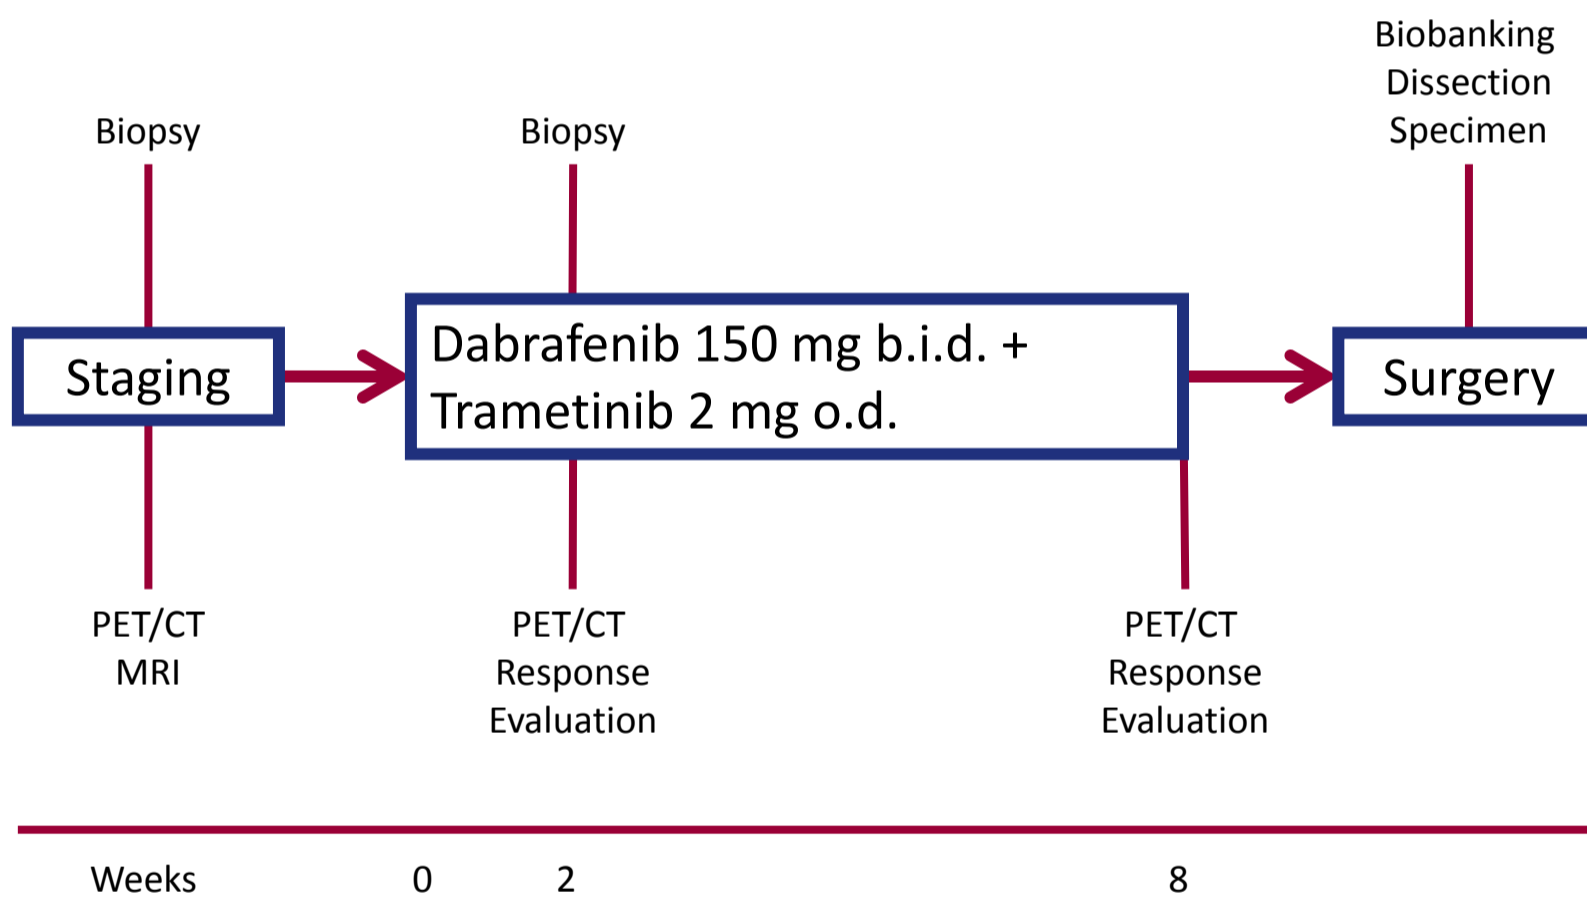 Biopsy
Biopsy
Biobanking
Dissection
Specimen
Staging
Dabrafenib 150 mg b.i.d. +
Trametinib 2 mg o.d.
Surgery
PET/CT
MRI
PET/CT
Response
Evaluation
PET/CT
Response
Evaluation
Weeks 0 2 8